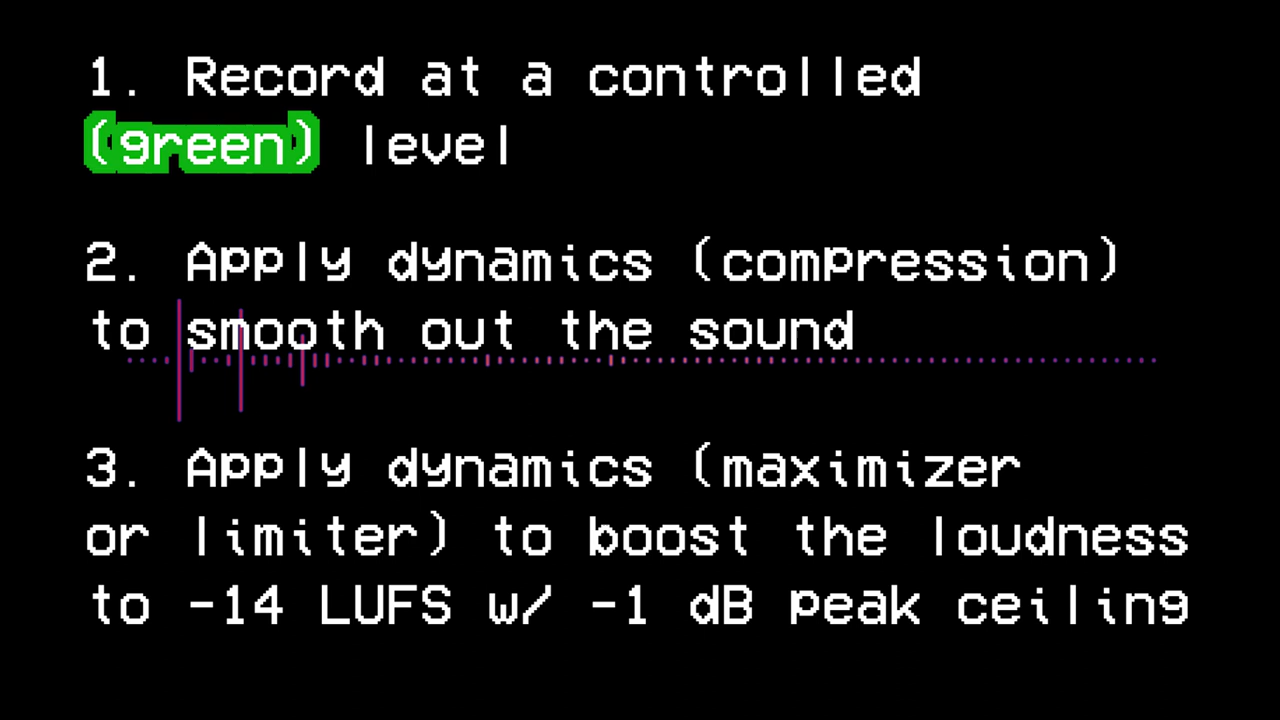 1. Record at a controlled
(green) level
2. Apply dynamics (compression)
to smooth out the sound
3. Apply dynamics (maximizer
or limiter) to boost the loudness
to -14 LUFS w/ -1 dB peak ceiling